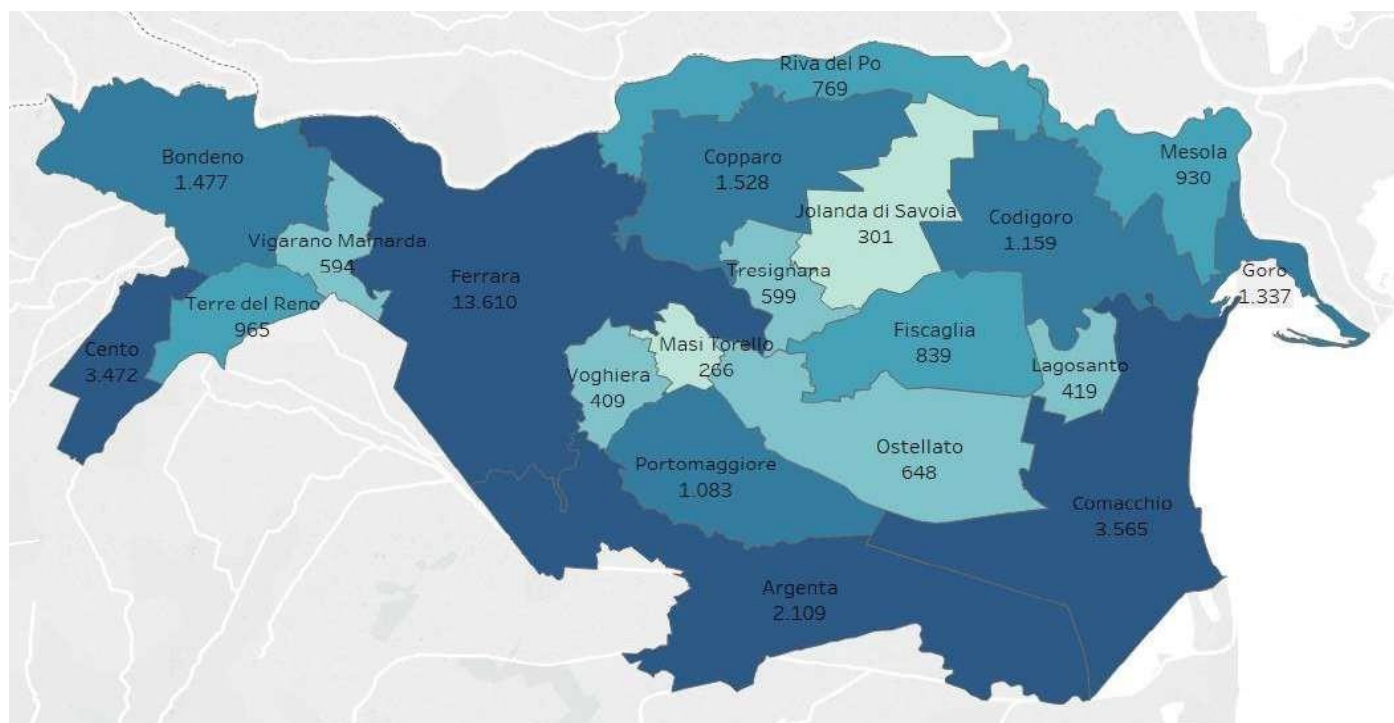 Riva del Po
769
Bondeno
1.477
Copparo
1.528
Mesola
930
Jolanda di Savoia
301
Codigoro
1.159
Vigarano Mainarda
594
Ferrara
13.610
Tresignana
599
Goro
1.337
Terre del Reno
965
Fiscaglia
839
Cento
3.472
Masi Torello
266
Voghiera
409
Lagosanto
419
Ostellato
648
Portomaggiore
1.083
Comacchio
3.565
Argenta
2.109